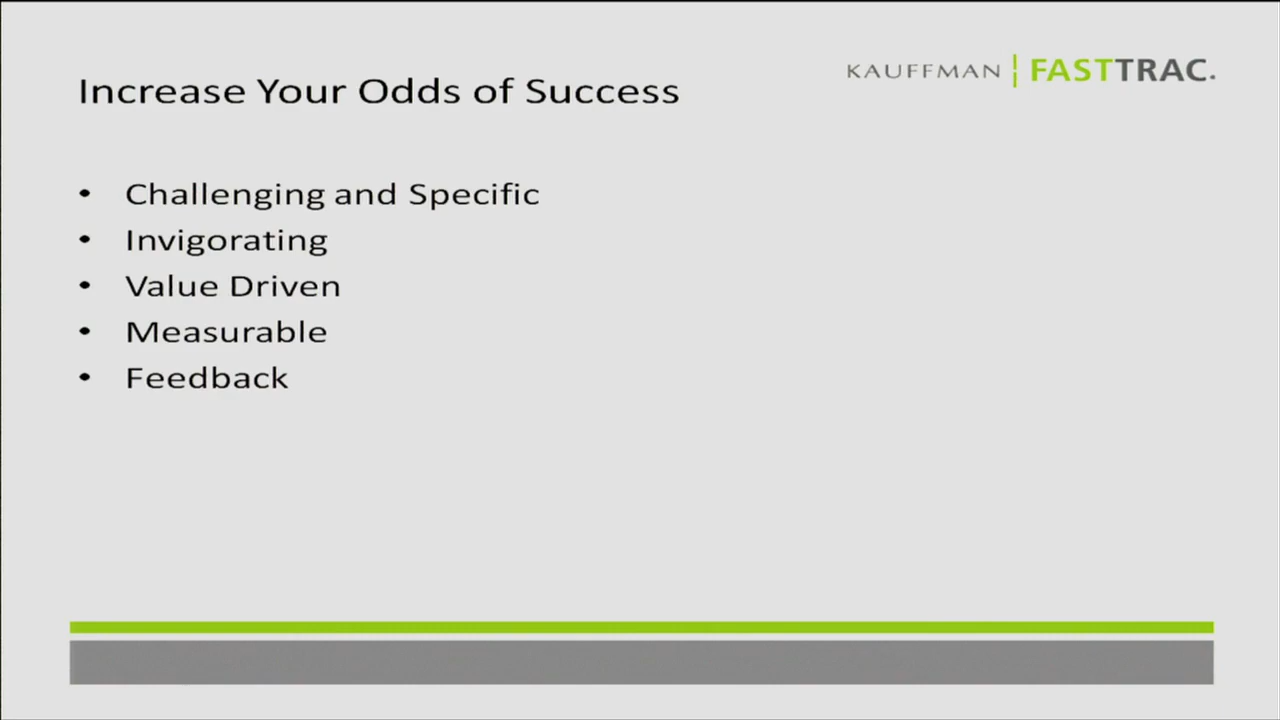 KAUFFMAN | FASTTRAC.
Increase Your Odds of Success
• Challenging and Specific
• Invigorating
• Value Driven
• Measurable
• Feedback